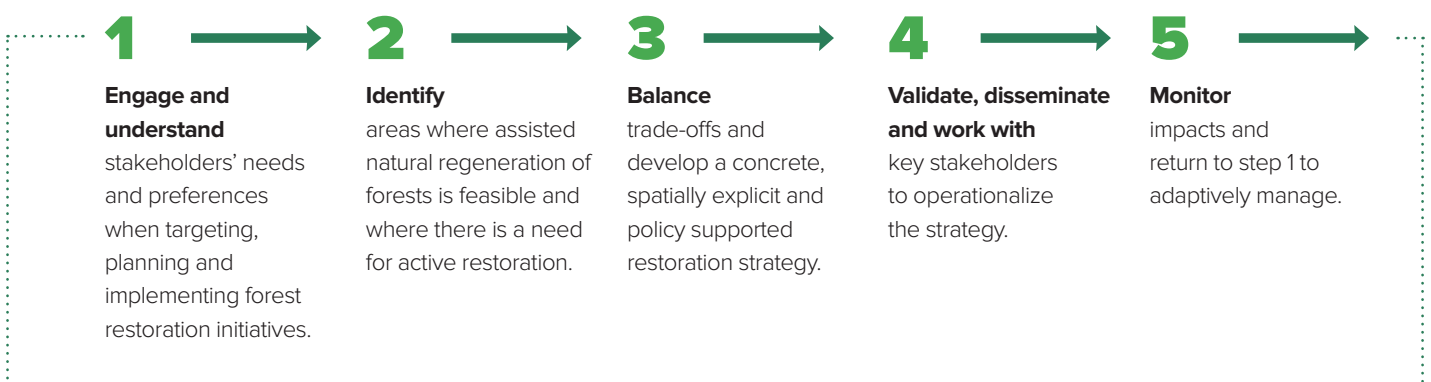 1
Engage and
understand
stakeholders’ needs
and preferences
when targeting,
planning and
implementing forest
restoration initiatives.
2
Identify
areas where assisted
natural regeneration of
forests is feasible and
where there is a need
for active restoration.
3
Balance
trade-offs and
develop a concrete,
spatially explicit and
policy supported
restoration strategy.
4
Validate, disseminate
and work with
key stakeholders
to operationalize
the strategy.
5
Monitor
impacts and
return to step 1 to
adaptively manage.